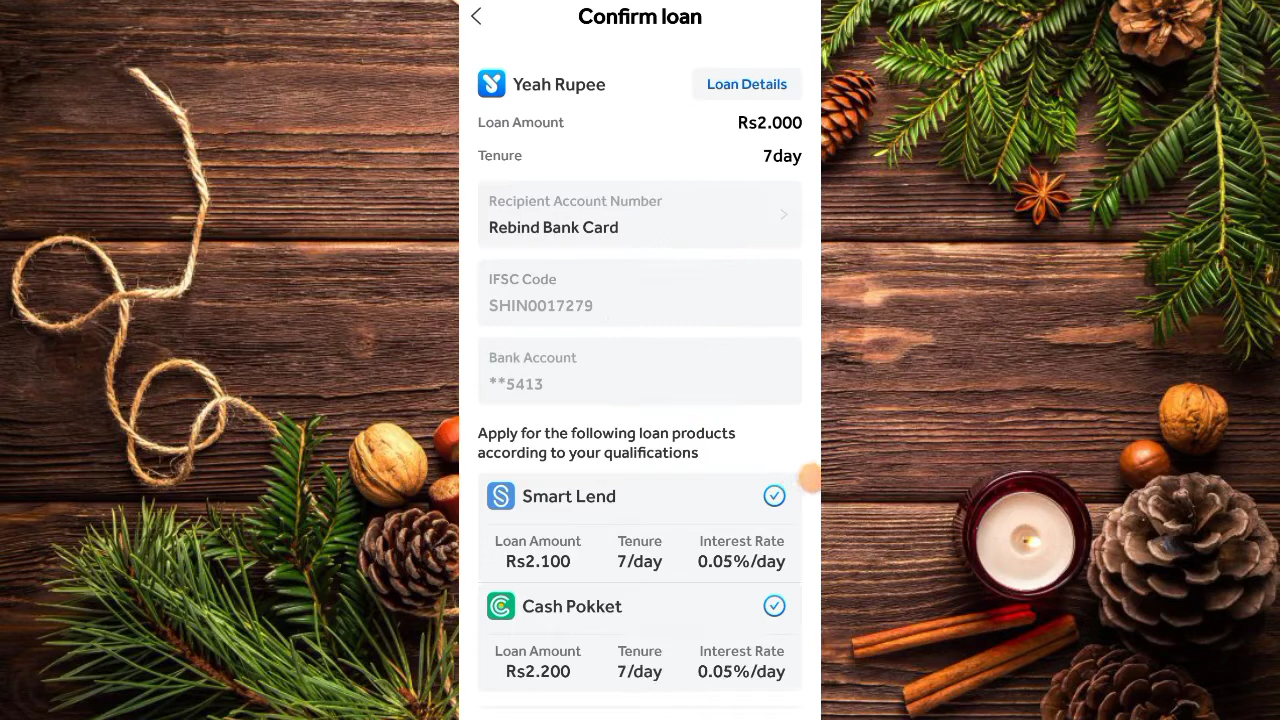 Confirm loan
Yeah Rupee
Loan Details
Loan Amount
Rs2.000
Tenure
7day
Recipient Account Number
Rebind Bank Card
IFSC Code
SHIN0017279
Bank Account
**5413
Apply for the following loan products
according to your qualifications
Smart Lend
Loan Amount Tenure Interest Rate
Rs2.100 7/day 0.05%/day
Cash Pokket
Loan Amount Tenure Interest Rate
Rs2.200 7/day 0.05%/day